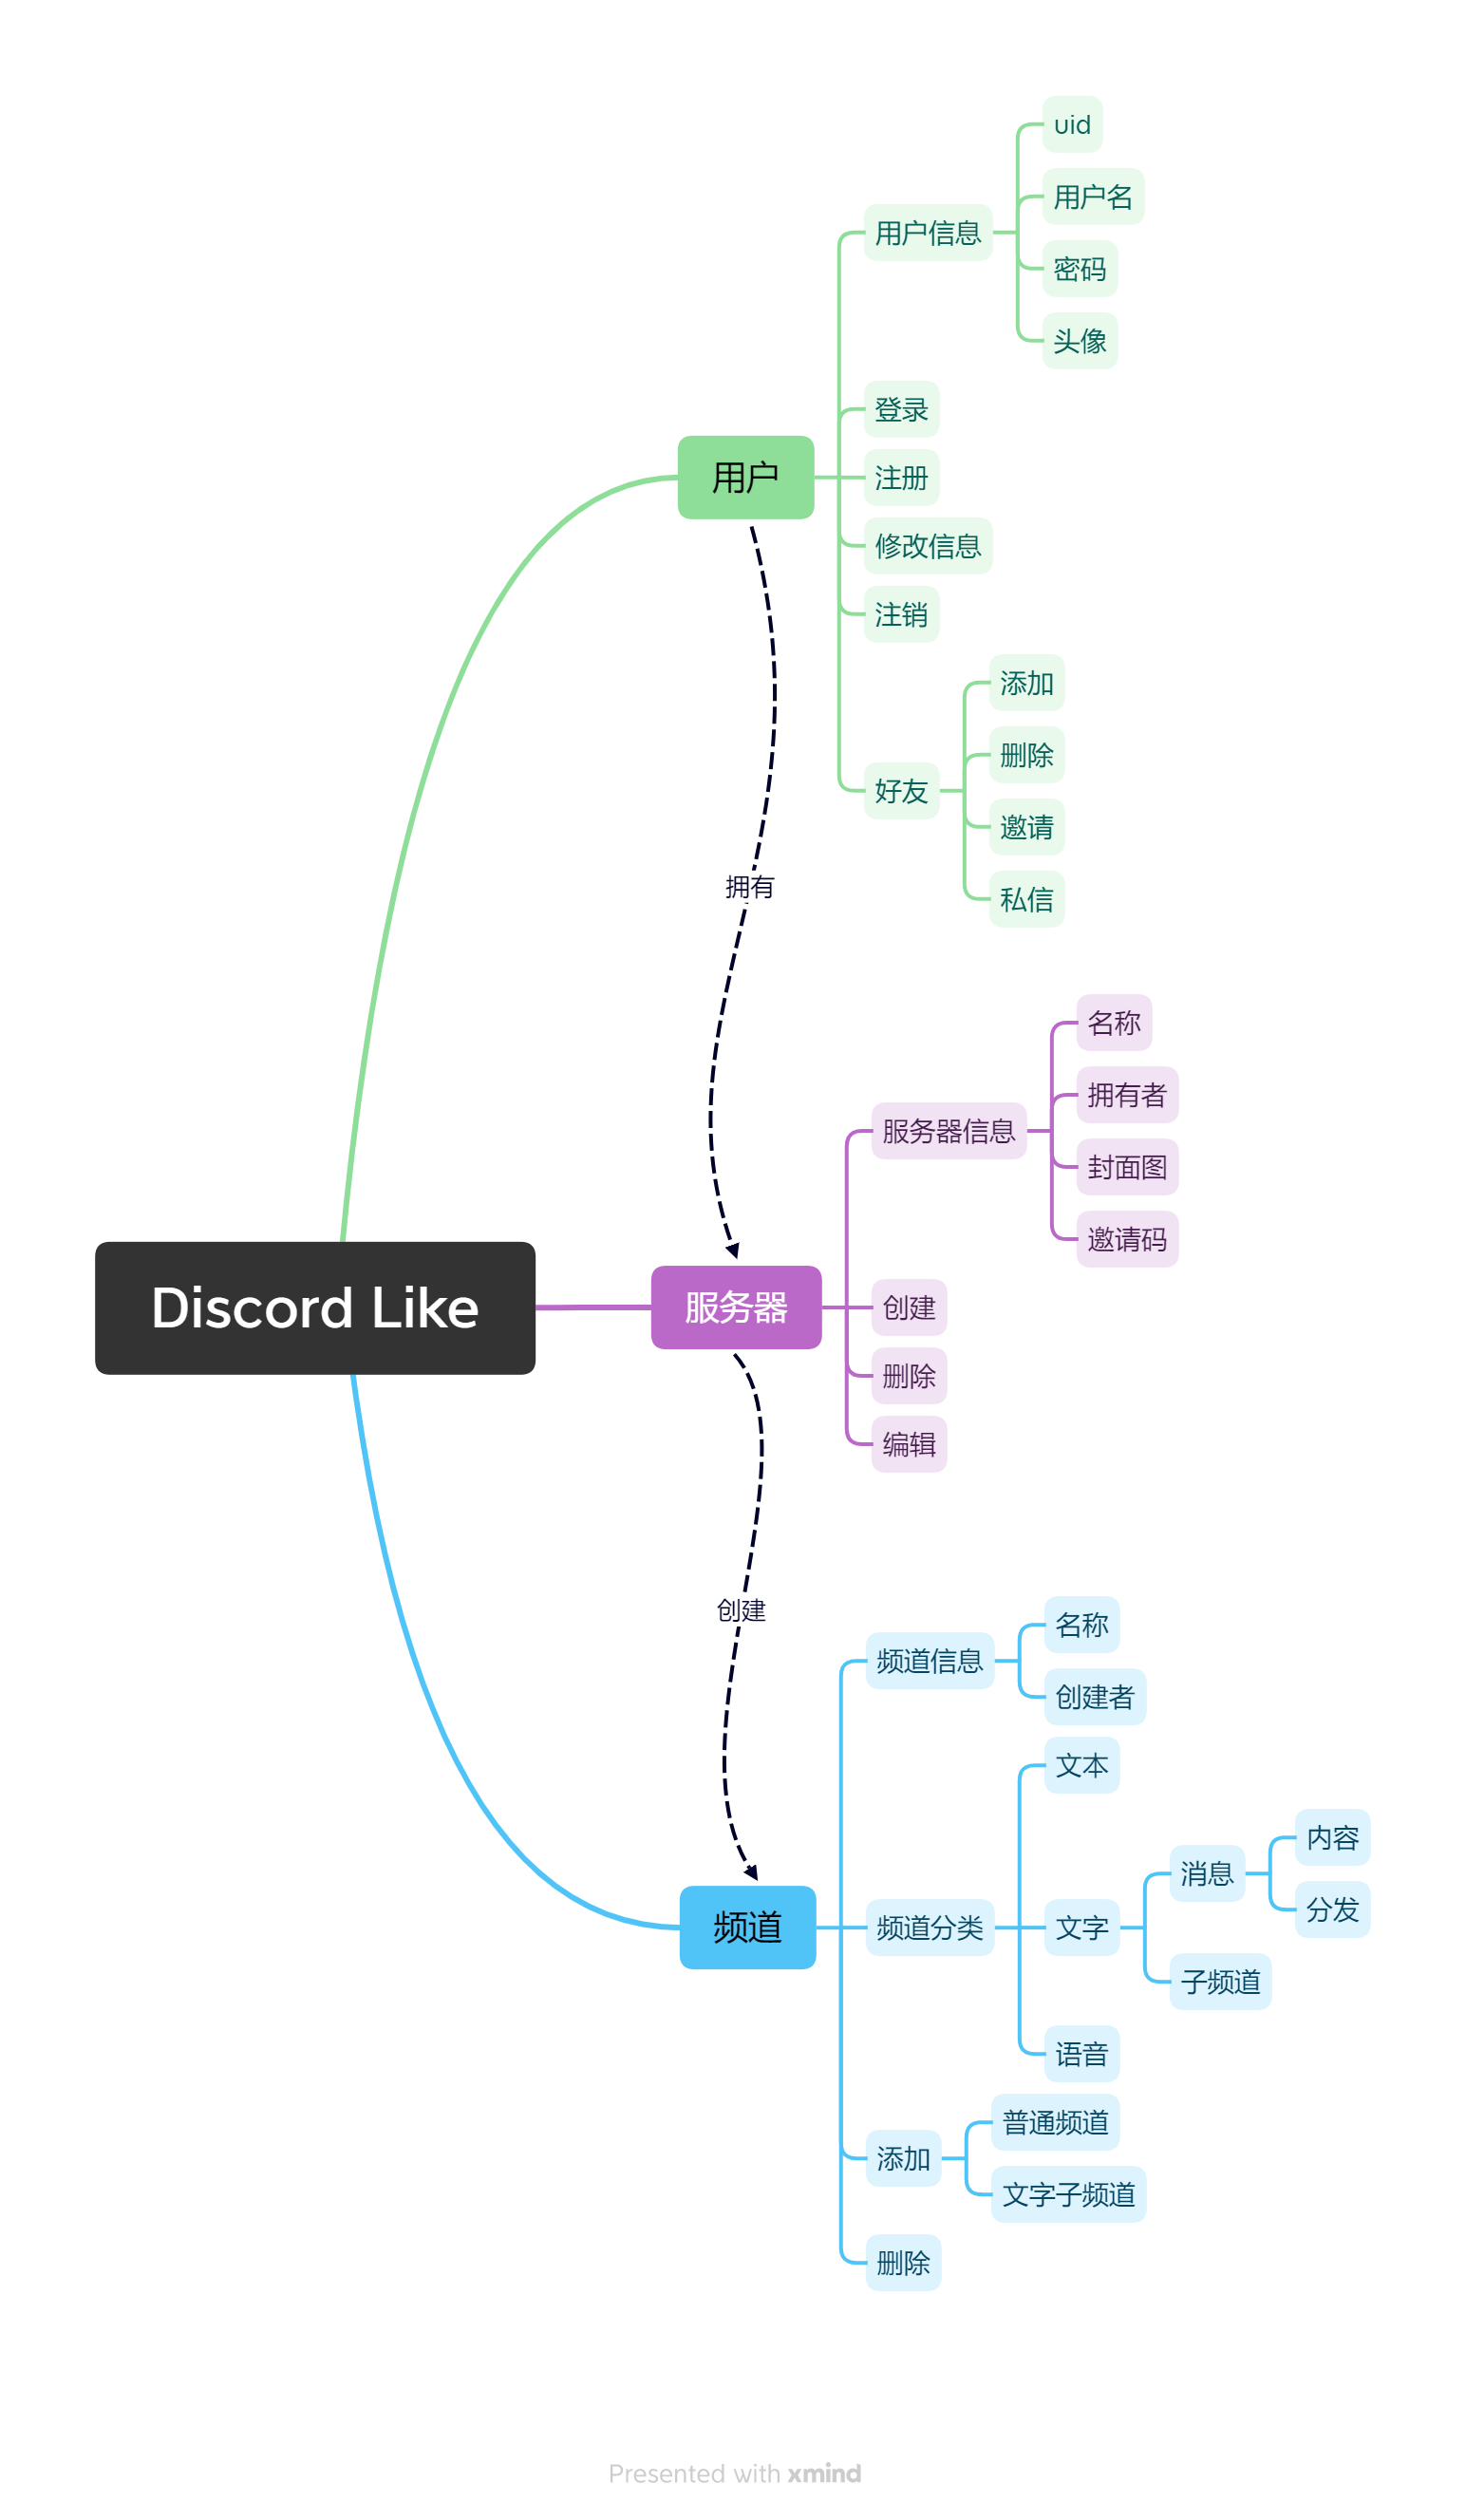 uid
用户名
用户信息
密码
头像
登录
用户
注册
修改信息
注销
添加
删除
好友
邀请
私信
拥有
名称
拥有者
服务器信息
封面图
邀请码
Discord Like
服务器
创建
删除
编辑
创建
名称
频道信息
创建者
文本
内容
消息
分发
频道
频道分类
文字
子频道
语音
普通频道
添加
文字子频道
删除
Presented with xmind